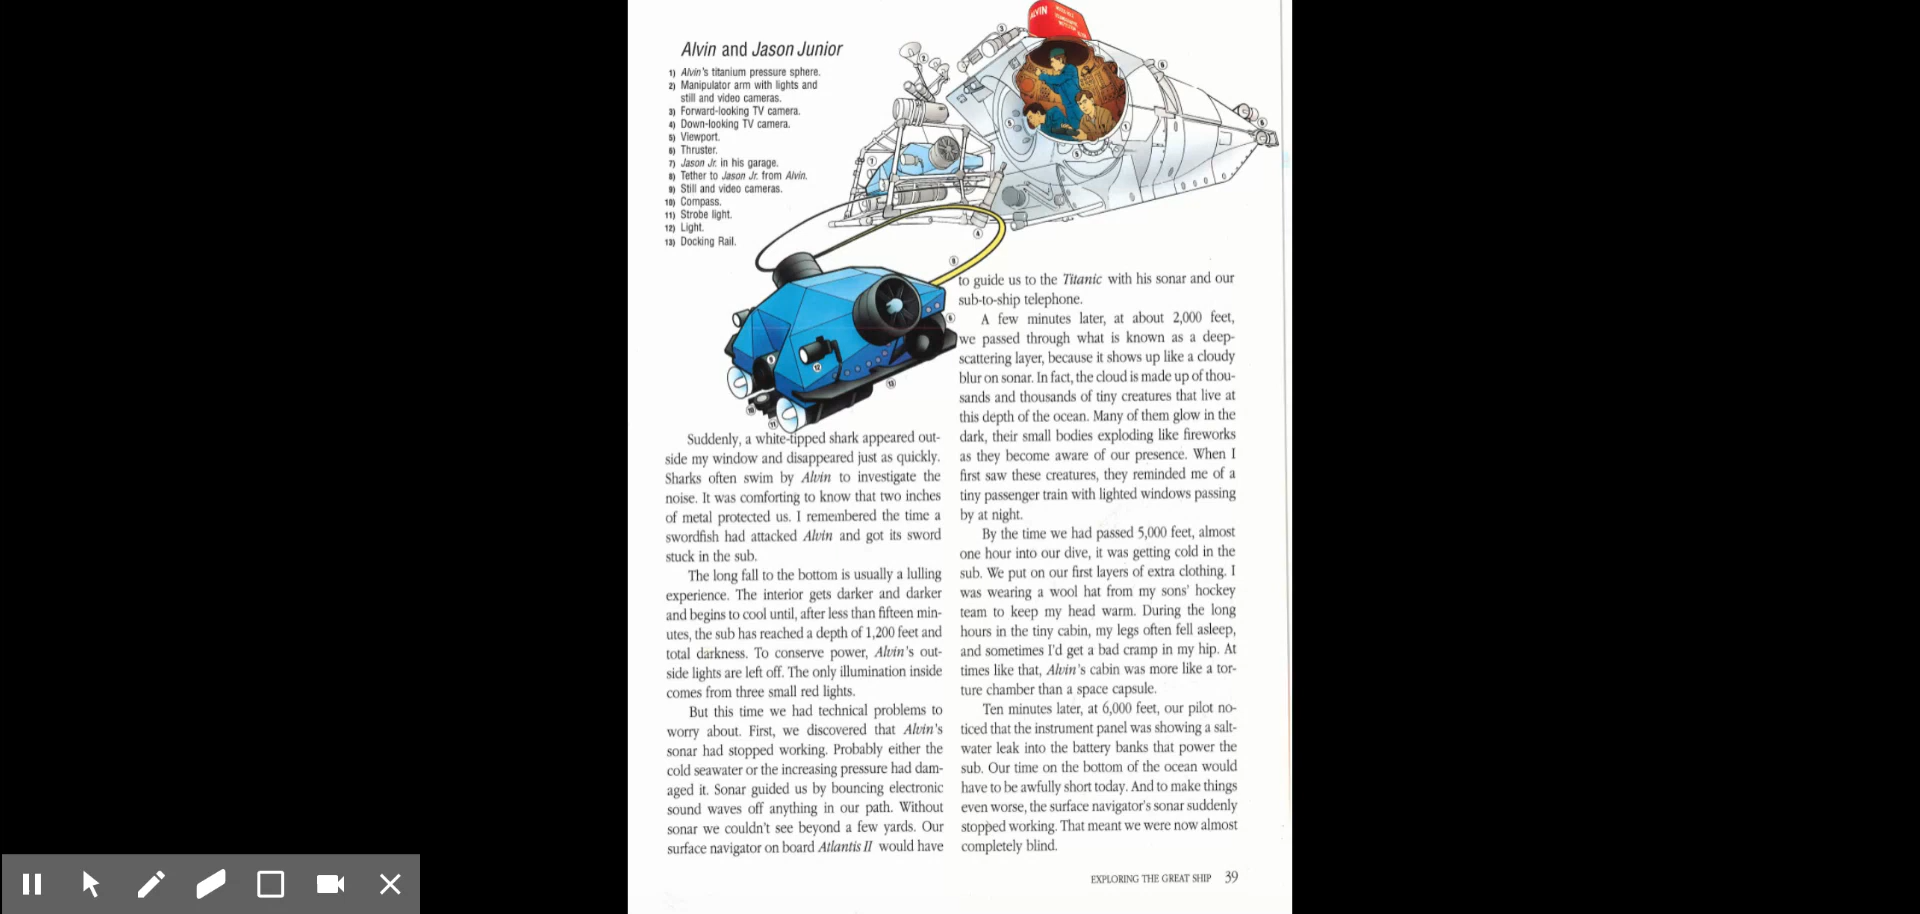 ALVIN
Alvin and Jason Junior
1) Alvin's titanium pressure sphere.
2) Manipulator arm with lights and
still and video cameras.
3) Forward-looking TV camera.
4) Down-looking TV camera.
5) Viewport.
6) Thruster.
7) Jason Jr. in his garage.
8) Tether to Jason Jr. from Alvin.
9) Still and video cameras.
10) Compass.
11) Strobe light.
12) Light.
13) Docking Rail.
Suddenly, a white-tipped shark appeared out-
side my window and disappeared just as quickly.
Sharks often swim by Alvin to investigate the
noise. It was comforting to know that two inches
of metal protected us. I remembered the time a
swordfish had attacked Alvin and got its sword
stuck in the sub.
The long fall to the bottom is usually a lulling
experience. The interior gets darker and darker
and begins to cool until, after less than fifteen min-
utes, the sub has reached a depth of 1,200 feet and
total darkness. To conserve power, Alvin's out-
side lights are left off. The only illumination inside
comes from three small red lights.
But this time we had technical problems to
worry about. First, we discovered that Alvin's
sonar had stopped working. Probably either the
cold seawater or the increasing pressure had dam-
aged it. Sonar guided us by bouncing electronic
sound waves off anything in our path. Without
sonar we couldn't see beyond a few yards. Our
surface navigator on board Atlantis II would have
to guide us to the Titanic with his sonar and our
sub-to-ship telephone.
A few minutes later, at about 2,000 feet,
we passed through what is known as a deep-
scattering layer, because it shows up like a cloudy
blur on sonar. In fact, the cloud is made up of thou-
sands and thousands of tiny creatures that live at
this depth of the ocean. Many of them glow in the
dark, their small bodies exploding like fireworks
as they become aware of our presence. When I
first saw these creatures, they reminded me of a
tiny passenger train with lighted windows passing
by at night.
By the time we had passed 5,000 feet, almost
one hour into our dive, it was getting cold in the
sub. We put on our first layers of extra clothing. I
was wearing a wool hat from my sons' hockey
team to keep my head warm. During the long
hours in the tiny cabin, my legs often fell asleep,
and sometimes I'd get a bad cramp in my hip. At
times like that, Alvin's cabin was more like a tor-
ture chamber than a space capsule.
Ten minutes later, at 6,000 feet, our pilot no-
ticed that the instrument panel was showing a salt-
water leak into the battery banks that power the
sub. Our time on the bottom of the ocean would
have to be awfully short today. And to make things
even worse, the surface navigator's sonar suddenly
stopped working. That meant we were now almost
completely blind.
EXPLORING THE GREAT SHIP 39